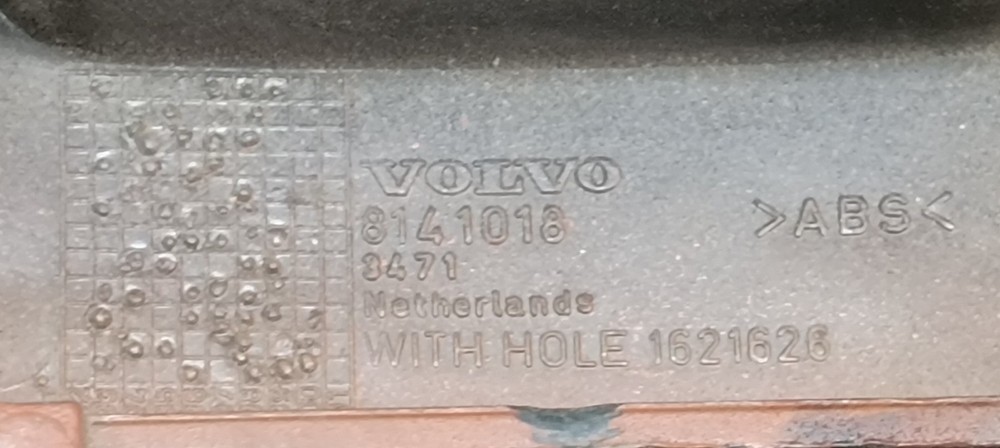 VOLVO
8141018
3471
Netherlands
WITH HOLE 1621626
>ABS<